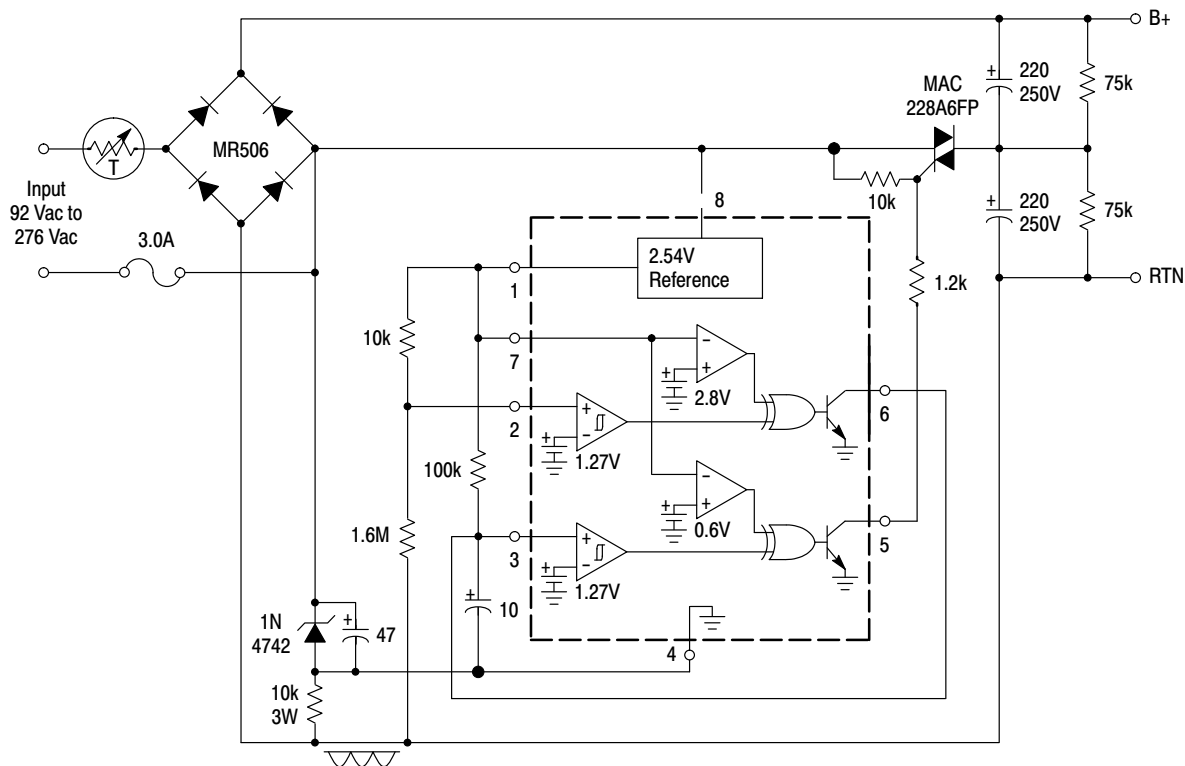 B+
220
250V
75k
MAC
228A6FP
MR506
T
Input
92 Vac to
276 Vac
3.0A
10k
8
2.54V
Reference
1
220
250V
75k
1.2k
RTN
10k
7
-
+
2.8V
6
2
+
-
1.27V
100k
-
+
0.6V
5
1.6M
3
+
-
1.27V
1N
4742
+
47
+
10
4
10k
3W